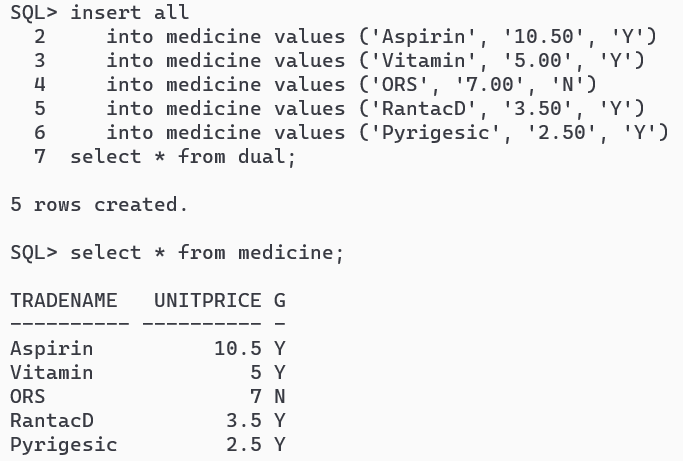 SQL> insert all
  2     into medicine values ('Aspirin', '10.50', 'Y')
  3     into medicine values ('Vitamin', '5.00', 'Y')
  4     into medicine values ('ORS', '7.00', 'N')
  5     into medicine values ('RantacD', '3.50', 'Y')
  6     into medicine values ('Pyrigesic', '2.50', 'Y')
  7  select * from dual;

5 rows created.

SQL> select * from medicine;

TRADENAME   UNITPRICE G
---------- ---------- -
Aspirin          10.5 Y
Vitamin             5 Y
ORS                 7 N
RantacD           3.5 Y
Pyrigesic         2.5 Y